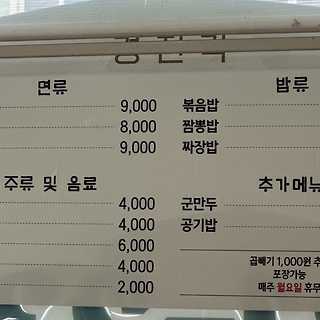 면류
9,000
8,000
9,000
주류 및 음료
4,000
4,000
6,000
4,000
2,000
밥류
볶음밥
짬뽕밥
짜장밥
추가메뉴
군만두
공기밥
곱빼기 1,000원 추
포장가능
매주 월요일 휴무